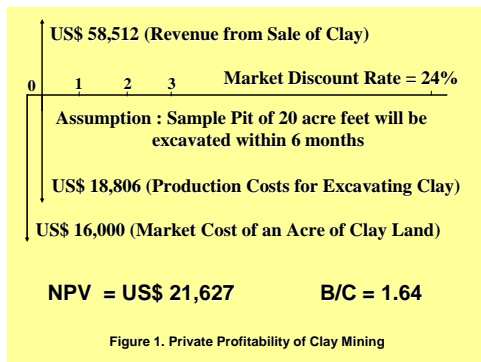 US$ 58,512 (Revenue from Sale of Clay)
0 1 2 3 Market Discount Rate = 24%
Assumption : Sample Pit of 20 acre feet will be
excavated within 6 months
US$ 18,806 (Production Costs for Excavating Clay)
US$ 16,000 (Market Cost of an Acre of Clay Land)
NPV = US$ 21,627 B/C = 1.64
Figure 1. Private Profitability of Clay Mining